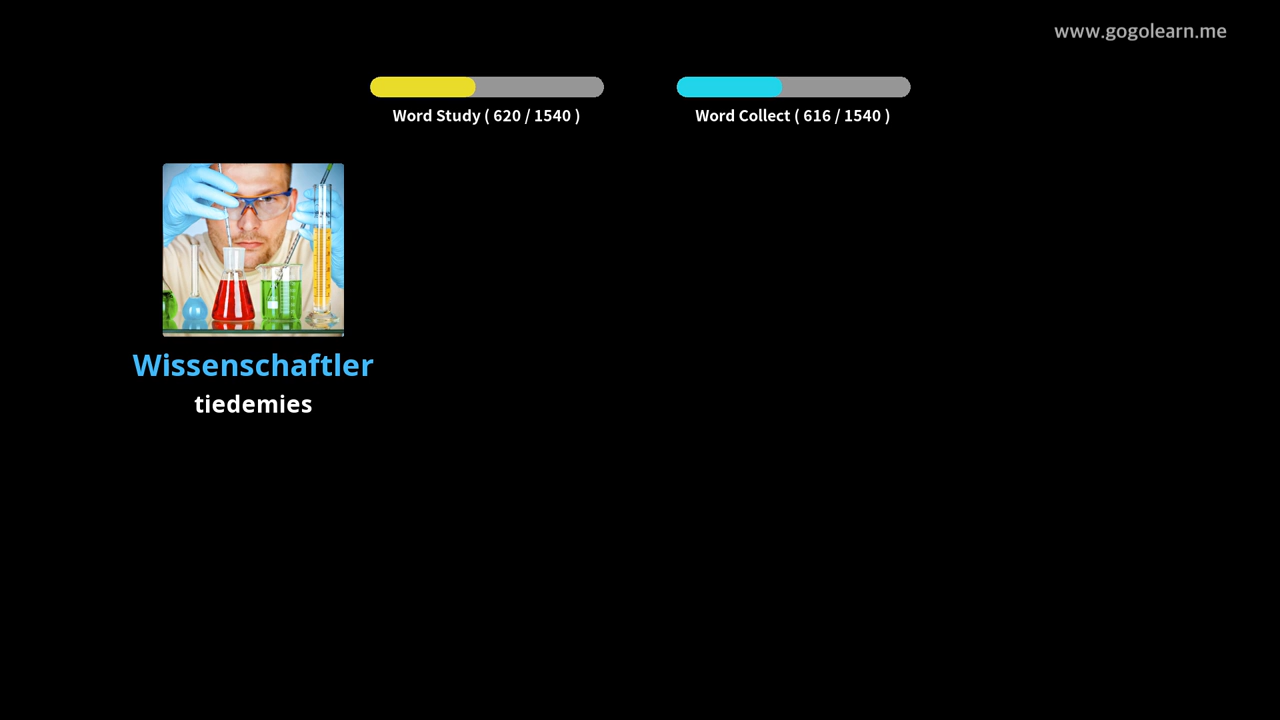 www.gogolearn.me
Word Study ( 620 / 1540 )
Word Collect ( 616 / 1540 )
Wissenschaftler
tiedemies